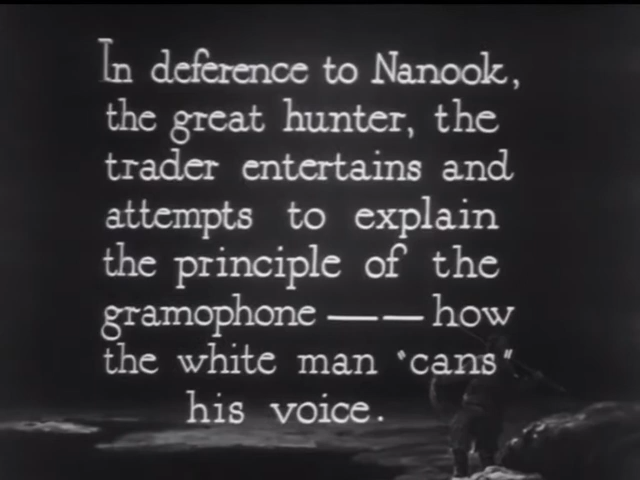 In deference to Nanook,
the great hunter, the
trader entertains and
attempts to explain
the principle of the
gramophone —— how
the white man "cans"
his voice.